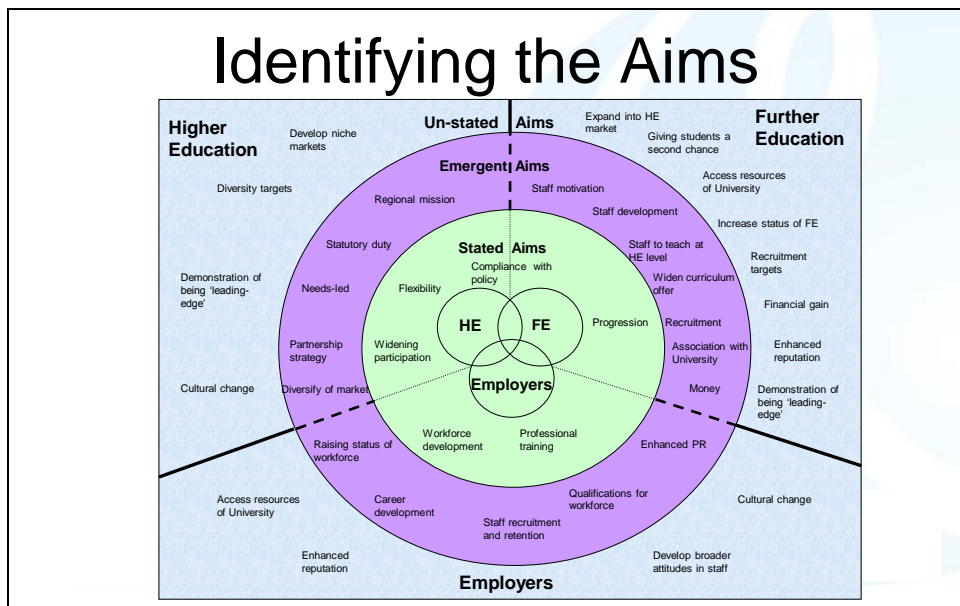 Identifying the Aims
Higher
Education
Develop niche
markets
Un-stated Aims
Expand into HE
market
Further
Education
Giving students a
second chance
Emergent Aims
Diversity targets
Regional mission
Staff motivation
Access resources
of University
Staff development
Increase status of FE
Statutory duty
Stated Aims
Compliance with
policy
Staff to teach at
HE level
Recruitment
targets
Demonstration of
being ‘leading-
edge’
Needs-led
Flexibility
Widen curriculum
offer
Financial gain
HE
FE
Progression
Recruitment
Partnership
strategy
Widening
participation
Association with
University
Enhanced
reputation
Cultural change
Diversify of market
Employers
Money
Demonstration of
being ‘leading-
edge’
Raising status of
workforce
Workforce
development
Professional
training
Enhanced PR
Access resources
of University
Career
development
Qualifications for
workforce
Cultural change
Staff recruitment
and retention
Enhanced
reputation
Develop broader
attitudes in staff
Employers